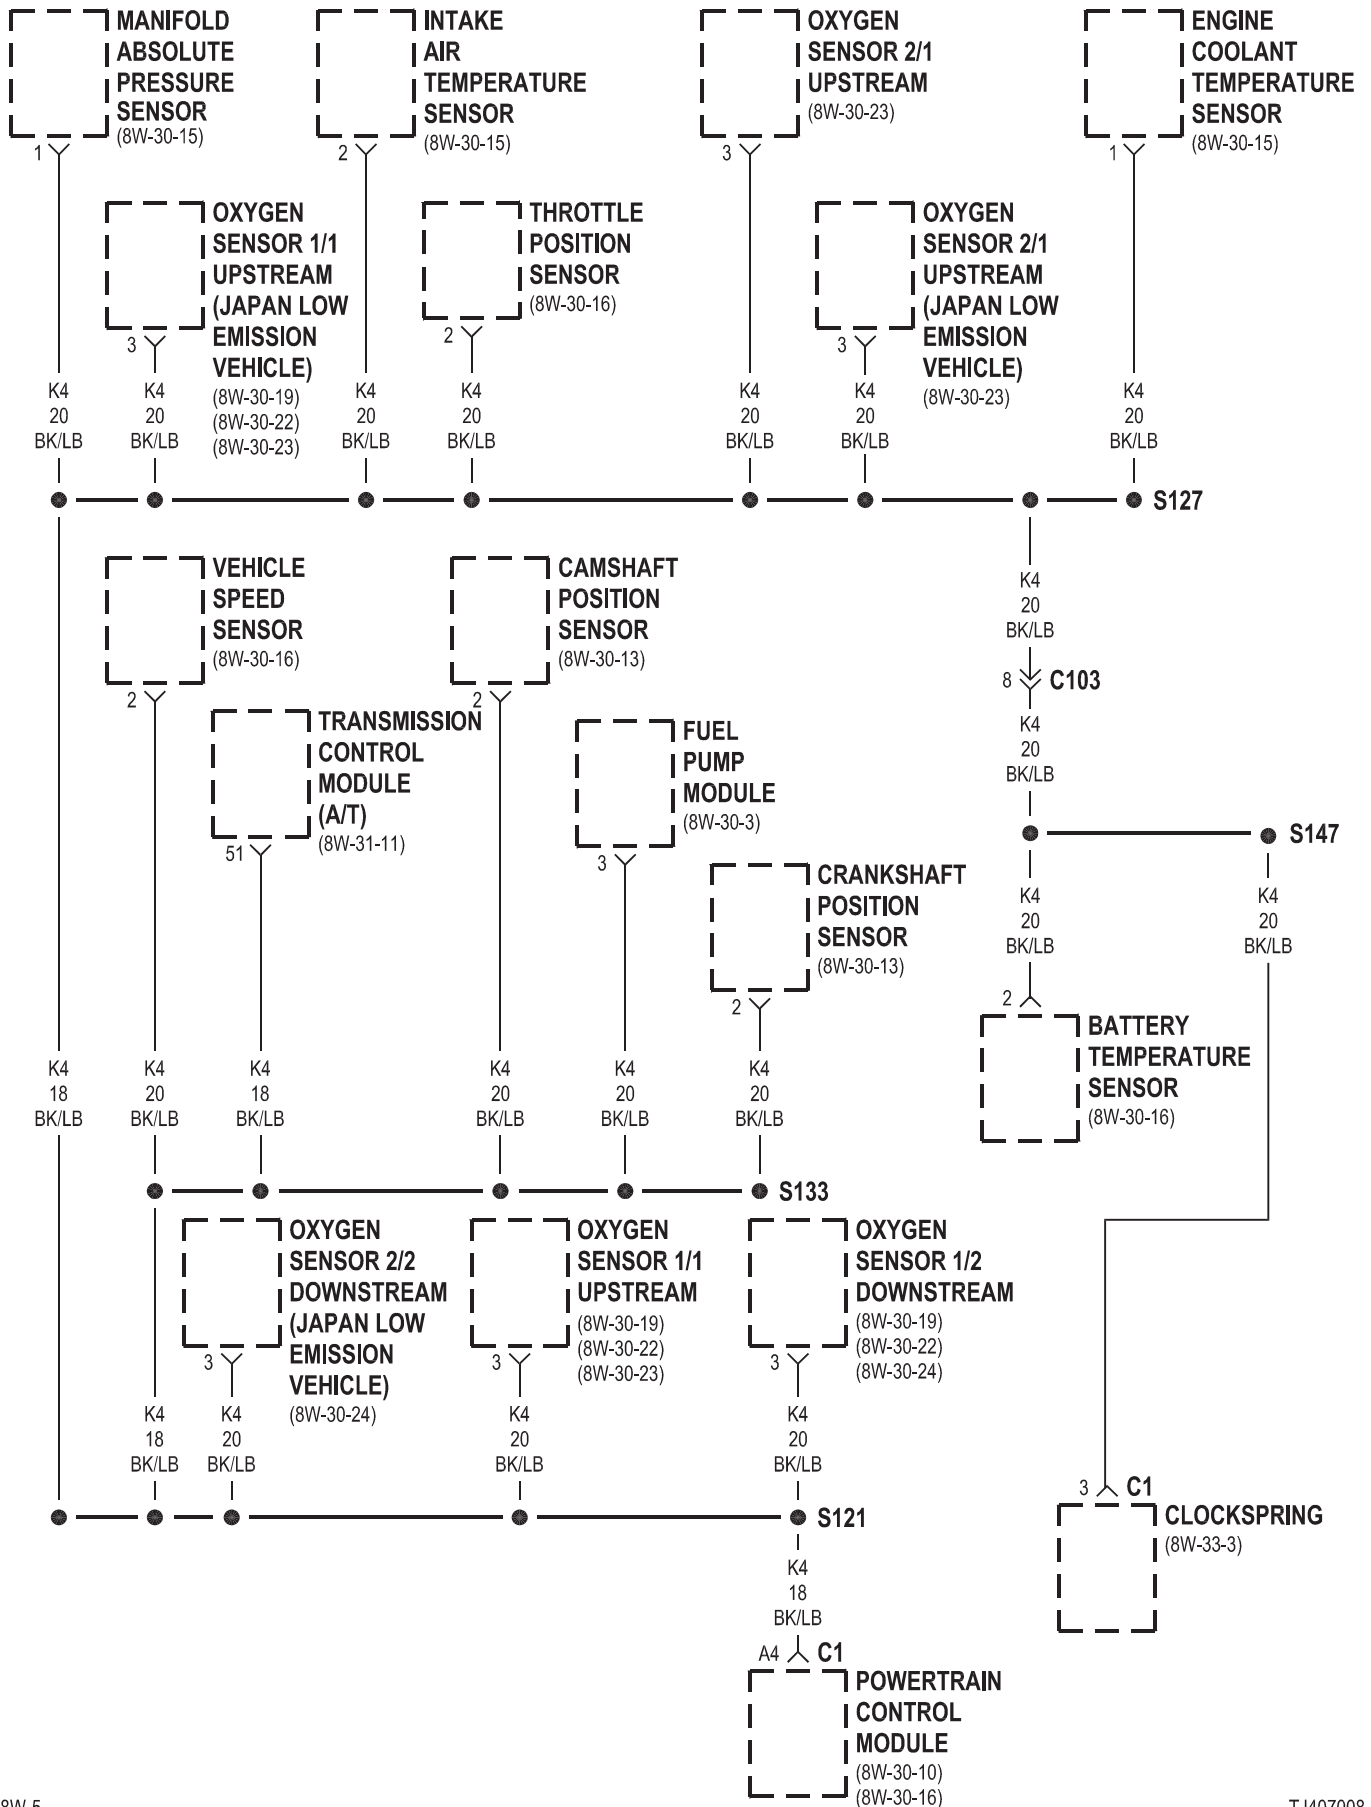 MANIFOLD
ABSOLUTE
PRESSURE
SENSOR
(8W-30-15)
1
INTAKE
AIR
TEMPERATURE
SENSOR
(8W-30-15)
2
OXYGEN
SENSOR 2/1
UPSTREAM
(8W-30-23)
3
ENGINE
COOLANT
TEMPERATURE
SENSOR
(8W-30-15)
1
OXYGEN
SENSOR 1/1
UPSTREAM
(JAPAN LOW
EMISSION
VEHICLE)
(8W-30-19)
(8W-30-22)
(8W-30-23)
3
THROTTLE
POSITION
SENSOR
(8W-30-16)
2
OXYGEN
SENSOR 2/1
UPSTREAM
(JAPAN LOW
EMISSION
VEHICLE)
(8W-30-23)
3
K4 K4 K4 K4 K4 K4 K4
20 20 20 20 20 20 20
BK/LB BK/LB BK/LB BK/LB BK/LB BK/LB BK/LB
S127
VEHICLE
SPEED
SENSOR
(8W-30-16)
2
CAMSHAFT
POSITION
SENSOR
(8W-30-13)
2
K4
20
BK/LB
8 C103
K4
20
BK/LB
TRANSMISSION
CONTROL
MODULE
(A/T)
(8W-31-11)
51
FUEL
PUMP
MODULE
(8W-30-3)
3
S147
CRANKSHAFT
POSITION
SENSOR
(8W-30-13)
2
K4 K4
20 20
BK/LB BK/LB
2
BATTERY
TEMPERATURE
SENSOR
(8W-30-16)
K4 K4 K4 K4 K4 K4
18 20 18 20 20 20
BK/LB BK/LB BK/LB BK/LB BK/LB BK/LB
S133
OXYGEN
SENSOR 2/2
DOWNSTREAM
(JAPAN LOW
EMISSION
VEHICLE)
(8W-30-24)
3
OXYGEN
SENSOR 1/1
UPSTREAM
(8W-30-19)
(8W-30-22)
(8W-30-23)
3
OXYGEN
SENSOR 1/2
DOWNSTREAM
(8W-30-19)
(8W-30-22)
(8W-30-24)
3
K4 K4 K4 K4
18 20 20 20
BK/LB BK/LB BK/LB BK/LB
S121
3 C1
CLOCKSPRING
(8W-33-3)
K4
18
BK/LB
A4 C1
POWERTRAIN
CONTROL
MODULE
(8W-30-10)
(8W-30-16)